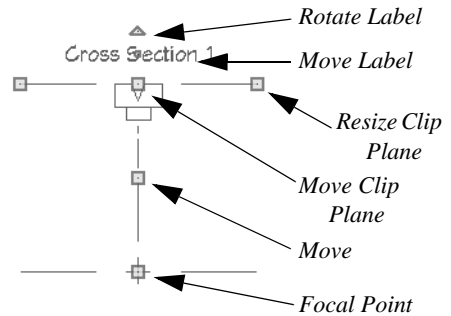 Rotate Label
Cross Section 1
Move Label
Resize Clip
Plane
Move Clip
Plane
Move
Focal Point